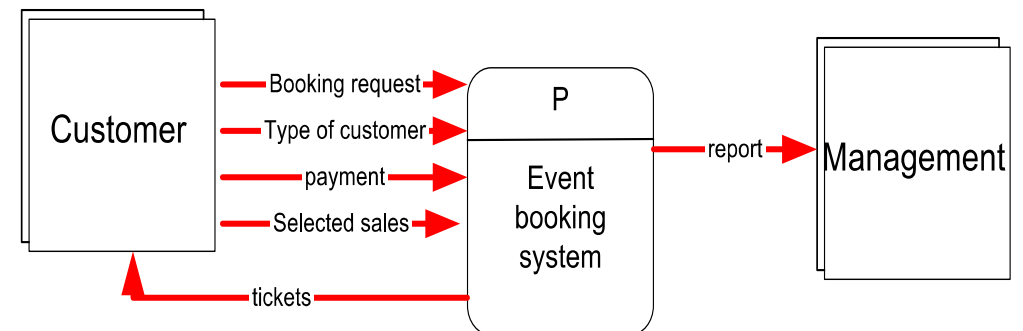 Customer
Booking request
Type of customer
payment
Selected sales
tickets
P
Event
booking
system
report
Management